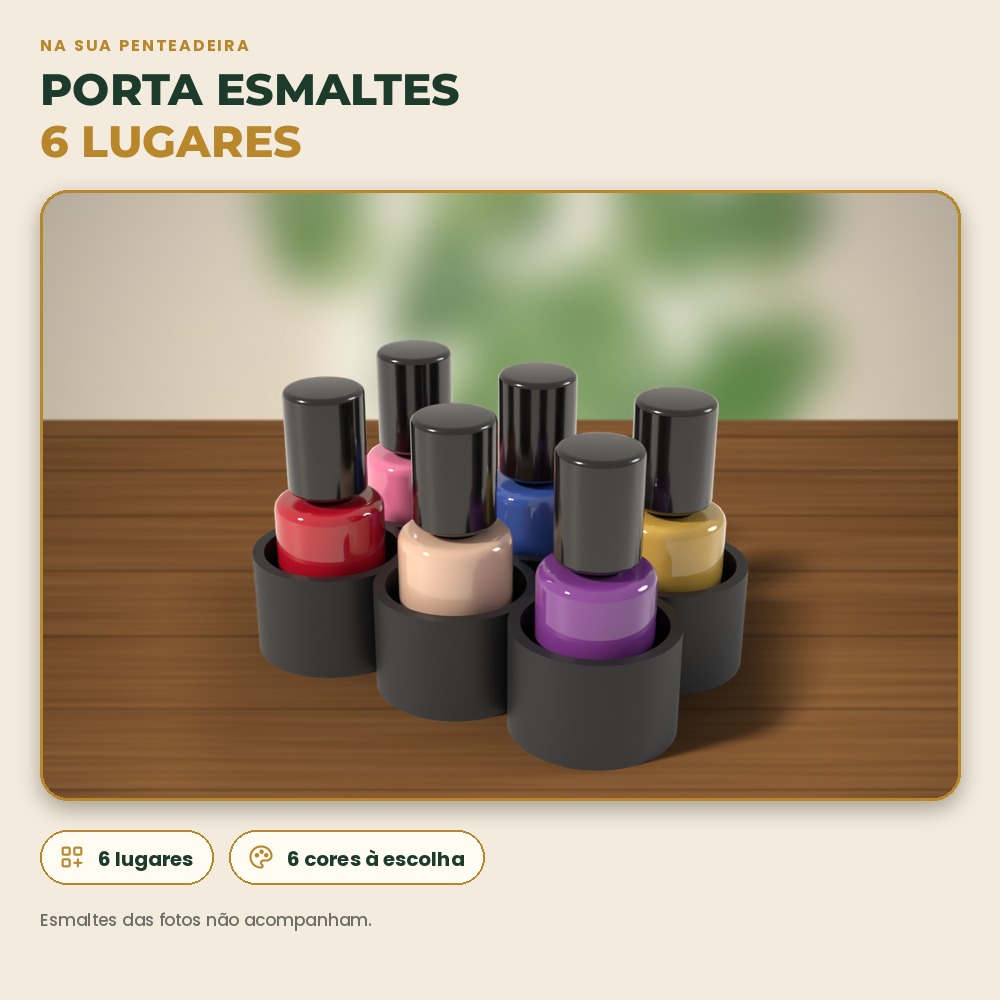 NA SUA PENTEADEIRA
PORTA ESMALTES
6 LUGARES
6 lugares
6 cores à escolha
Esmaltes das fotos não acompanham.